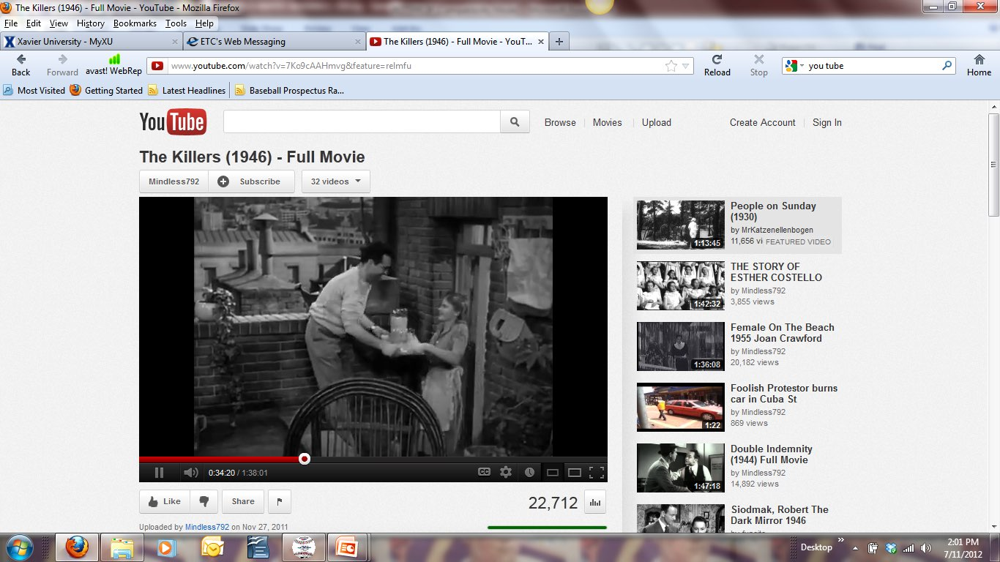 The Killers (1946) - Full Movie - YouTube - Mozilla Firefox
File Edit View History Bookmarks Tools Help
Xavier University - MyXU
ETC's Web Messaging
The Killers (1946) - Full Movie - YouT...
Back Forward avast! WebRep
www.youtube.com/watch?v=7Ko9cAAHmvg&feature=relmfu
Reload Stop
you tube
Home
Most Visited Getting Started Latest Headlines Baseball Prospectus Ra...
YouTube
Browse Movies Upload Create Account Sign In
The Killers (1946) - Full Movie
Mindless792 Subscribe 32 videos
0:34:20 / 1:38:01
CC
Like Share
22,712
Uploaded by Mindless792 on Nov 27, 2011
People on Sunday
(1930)
by MrKatzenellenbogen
11,656 vi FEATURED VIDEO
1:13:45
THE STORY OF
ESTHER COSTELLO
by Mindless792
3,855 views
1:42:32
Female On The Beach
1955 Joan Crawford
by Mindless792
20,182 views
1:36:08
Foolish Protestor burns
car in Cuba St
by Mindless792
869 views
1:22
Double Indemnity
(1944) Full Movie
by Mindless792
14,892 views
1:47:18
Siodmak, Robert The
Dark Mirror 1946
Desktop
2:01 PM
7/11/2012